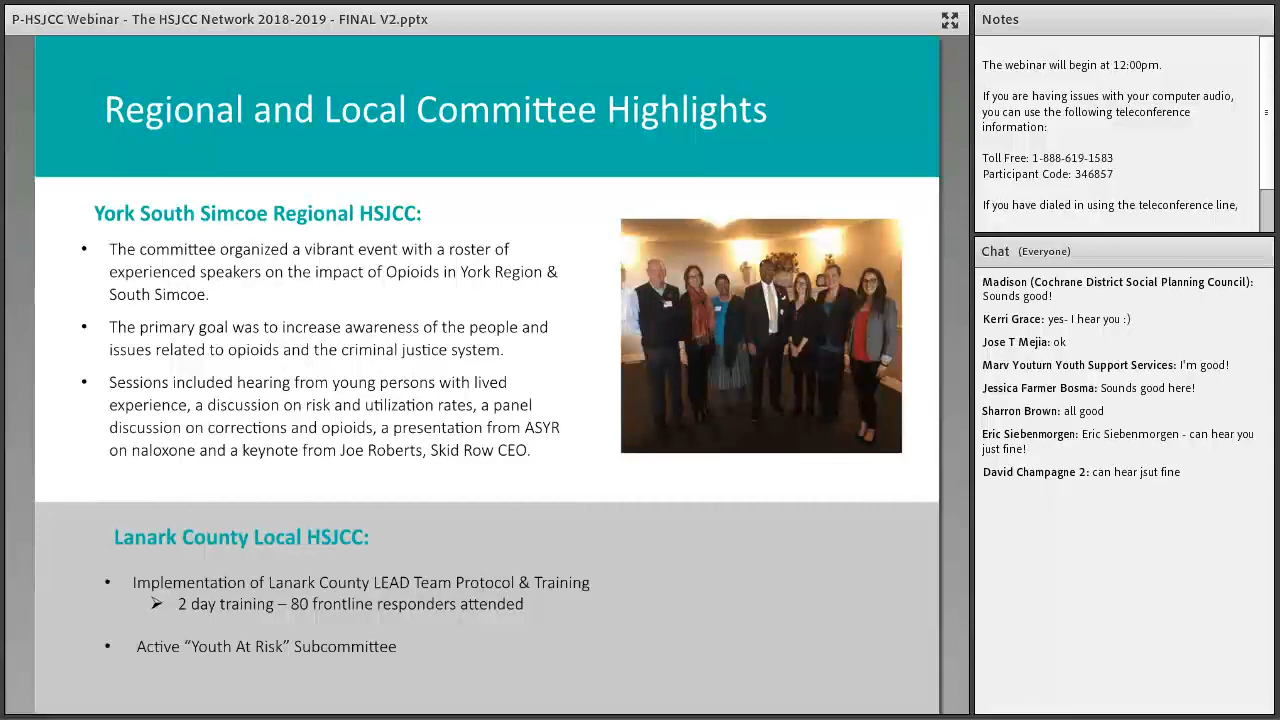 P-HSJCC Webinar - The HSJCC Network 2018-2019 - FINAL V2.pptx
Regional and Local Committee Highlights
York South Simcoe Regional HSJCC:
• The committee organized a vibrant event with a roster of
experienced speakers on the impact of Opioids in York Region &
South Simcoe.
• The primary goal was to increase awareness of the people and
issues related to opioids and the criminal justice system.
• Sessions included hearing from young persons with lived
experience, a discussion on risk and utilization rates, a panel
discussion on corrections and opioids, a presentation from ASYR
on naloxone and a keynote from Joe Roberts, Skid Row CEO.
Lanark County Local HSJCC:
• Implementation of Lanark County LEAD Team Protocol & Training
➢ 2 day training – 80 frontline responders attended
• Active “Youth At Risk” Subcommittee
Notes
The webinar will begin at 12:00pm.
If you are having issues with your computer audio,
you can use the following teleconference
information:
Toll Free: 1-888-619-1583
Participant Code: 346857
If you have dialed in using the teleconference line,
Chat (Everyone)
Madison (Cochrane District Social Planning Council):
Sounds good!
Kerri Grace: yes- I hear you :)
Jose T Mejia: ok
Marv Youturn Youth Support Services: I'm good!
Jessica Farmer Bosma: Sounds good here!
Sharron Brown: all good
Eric Siebenmorgen: Eric Siebenmorgen - can hear you
just fine!
David Champagne 2: can hear jsut fine